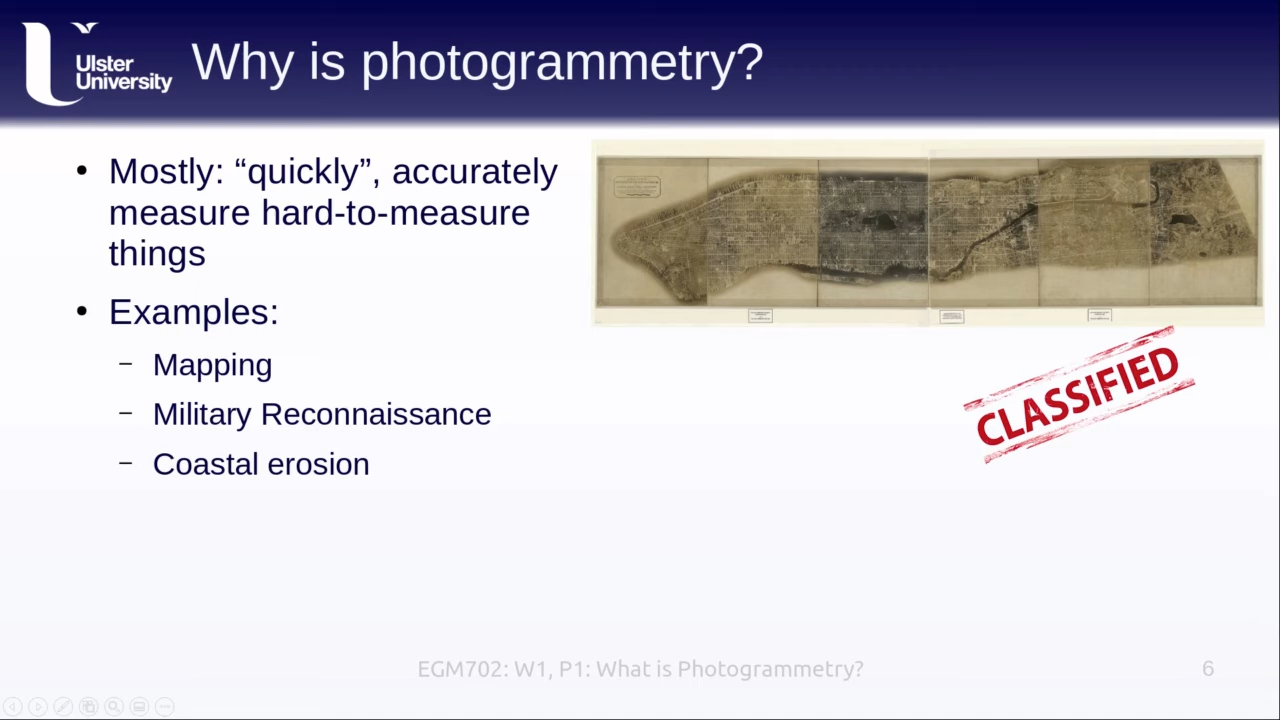 Ulster
University
Why is photogrammetry?
• Mostly: “quickly”, accurately
measure hard-to-measure
things
• Examples:
– Mapping
– Military Reconnaissance
– Coastal erosion
CLASSIFIED
EGM702: W1, P1: What is Photogrammetry?
6